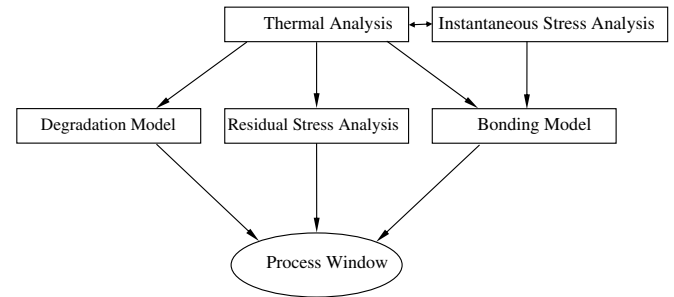 Thermal Analysis
Instantaneous Stress Analysis
Degradation Model
Residual Stress Analysis
Bonding Model
Process Window